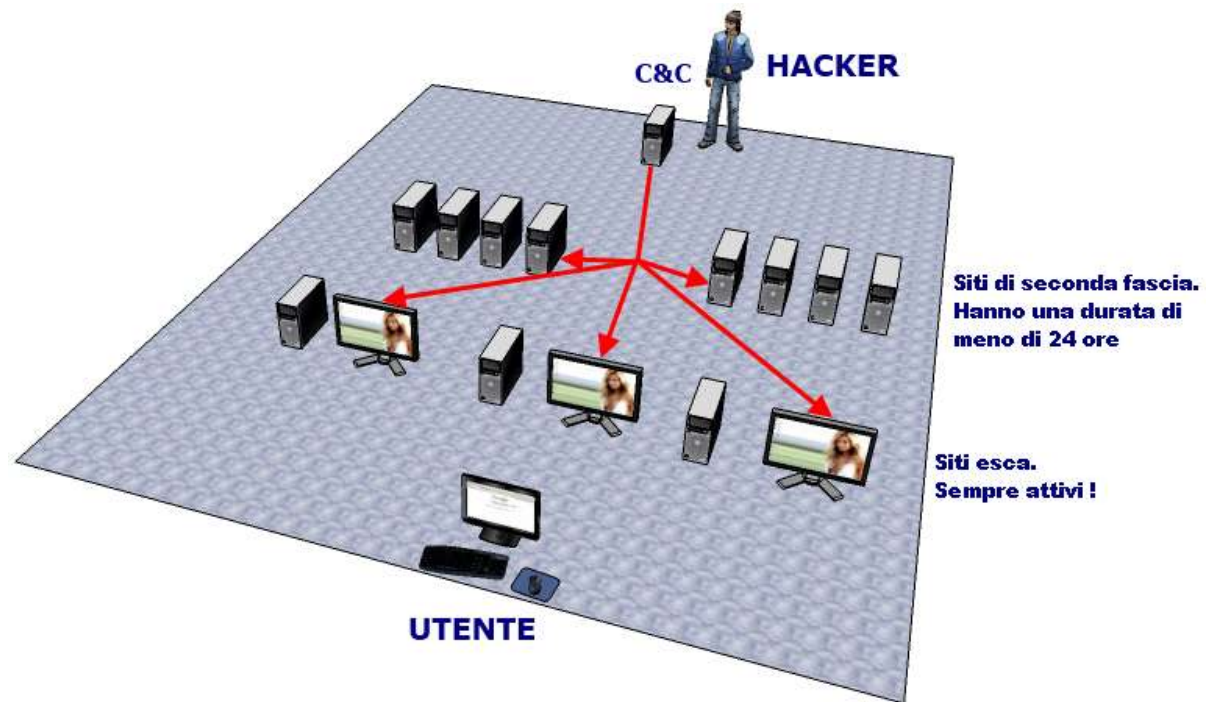 C&C
HACKER
Siti di seconda fascia.
Hanno una durata di
meno di 24 ore
Siti esca.
Sempre attivi !
UTENTE